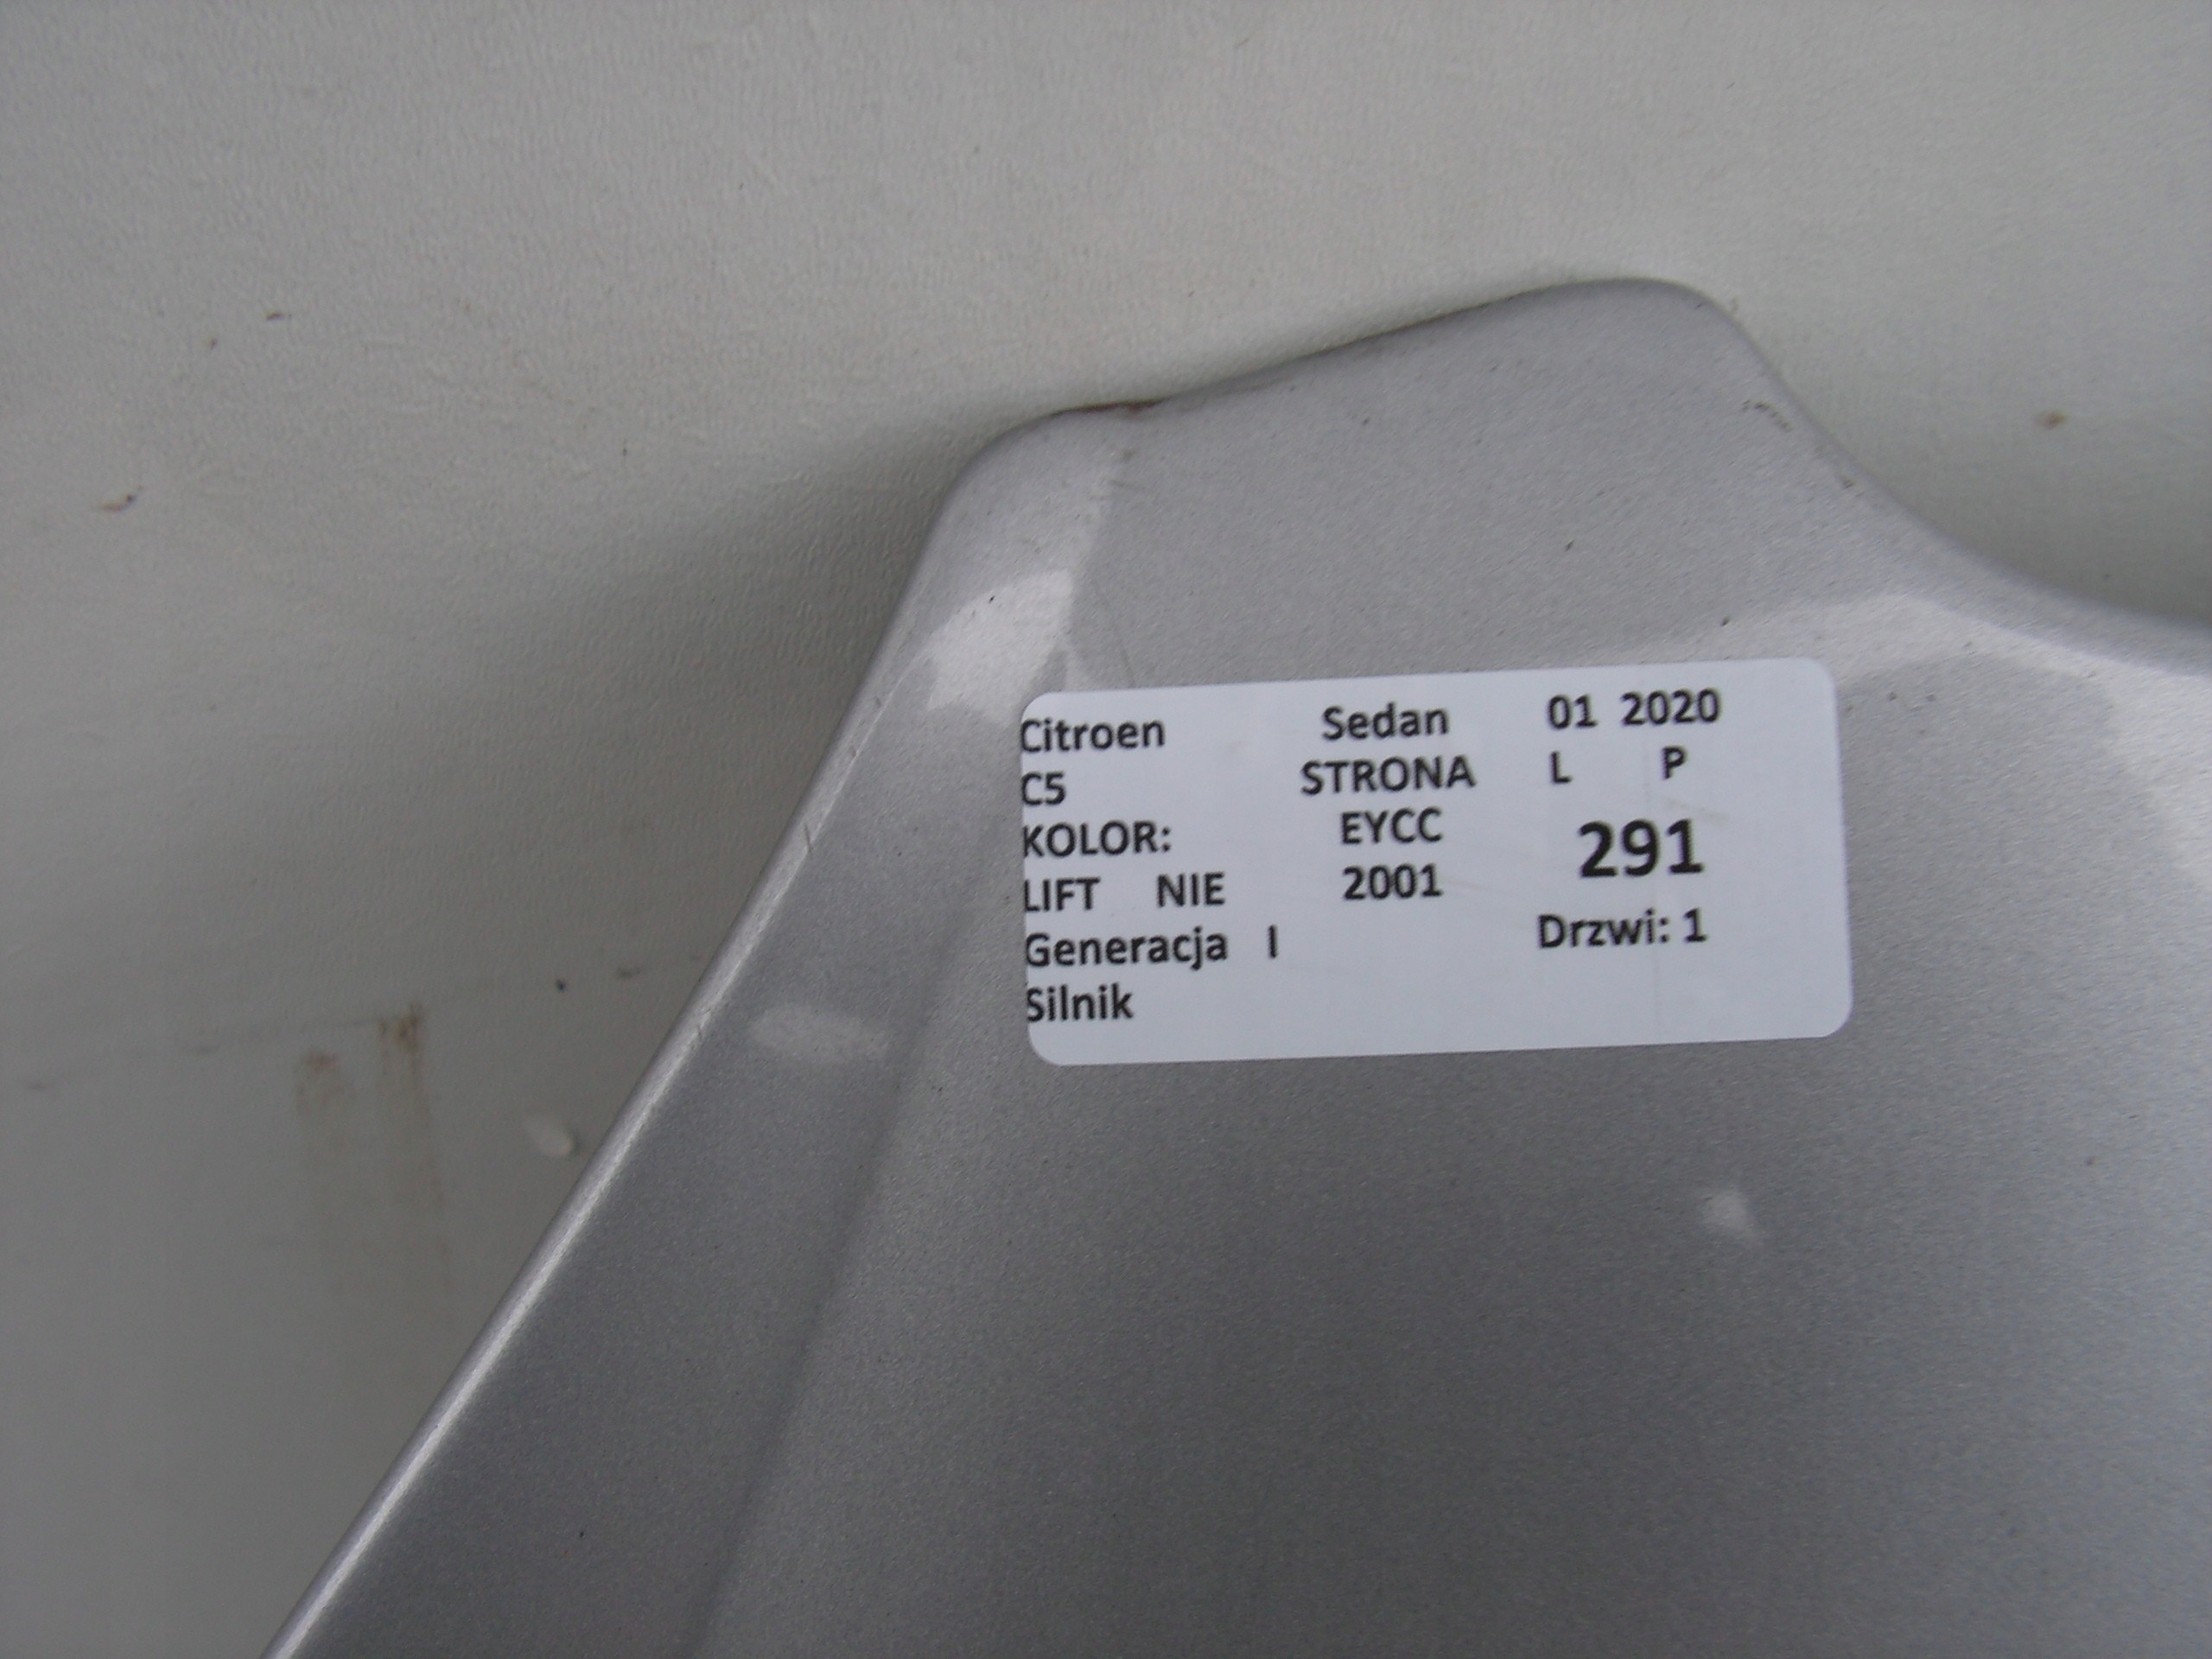 Citroen Sedan 01 2020
C5 STRONA L P
KOLOR: EYCC 291
LIFT NIE 2001
Generacja I Drzwi: 1
Silnik